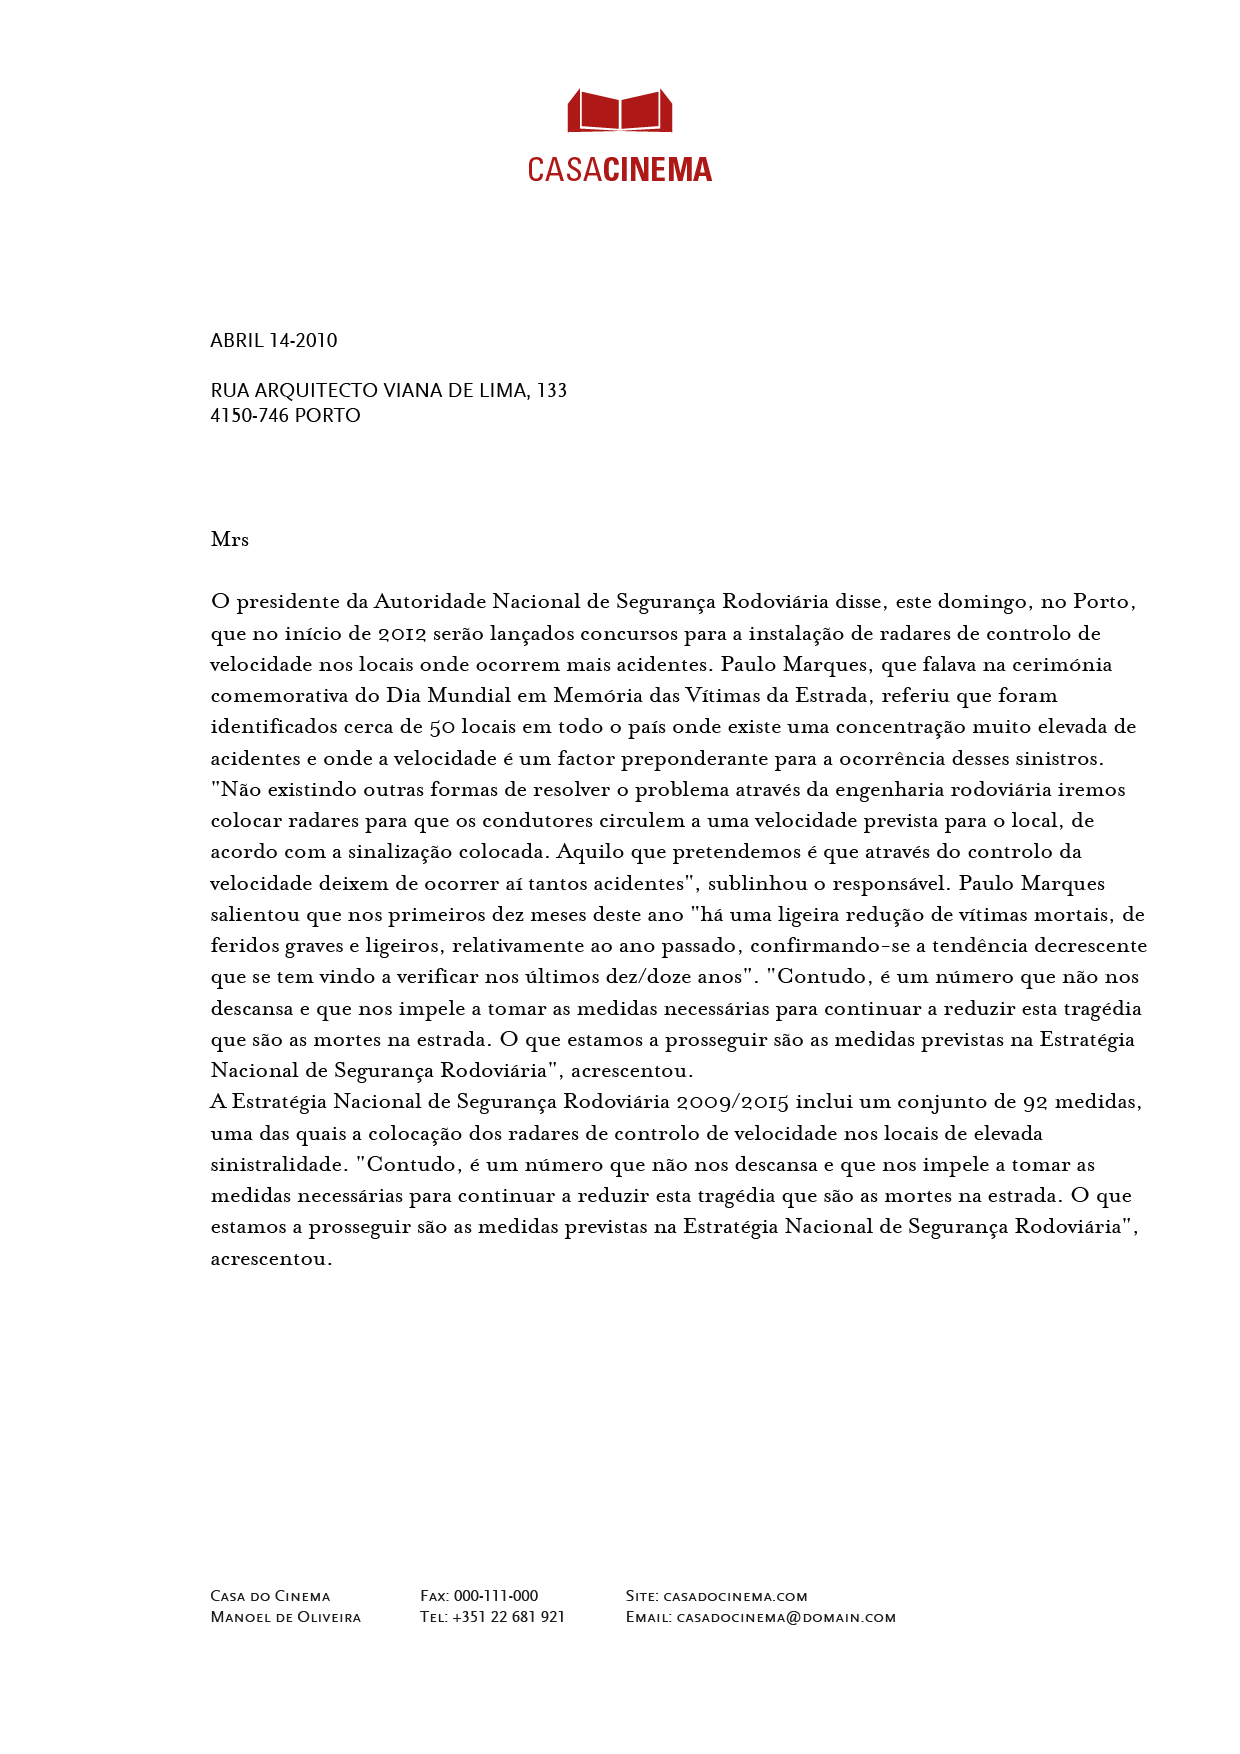 CASACINEMA
ABRIL 14-2010
RUA ARQUITECTO VIANA DE LIMA, 133
4150-746 PORTO
Mrs
O presidente da Autoridade Nacional de Segurança Rodoviária disse, este domingo, no Porto,
que no início de 2012 serão lançados concursos para a instalação de radares de controlo de
velocidade nos locais onde ocorrem mais acidentes. Paulo Marques, que falava na cerimónia
comemorativa do Dia Mundial em Memória das Vítimas da Estrada, referiu que foram
identificados cerca de 50 locais em todo o país onde existe uma concentração muito elevada de
acidentes e onde a velocidade é um factor preponderante para a ocorrência desses sinistros.
"Não existindo outras formas de resolver o problema através da engenharia rodoviária iremos
colocar radares para que os condutores circulem a uma velocidade prevista para o local, de
acordo com a sinalização colocada. Aquilo que pretendemos é que através do controlo da
velocidade deixem de ocorrer aí tantos acidentes", sublinhou o responsável. Paulo Marques
salientou que nos primeiros dez meses deste ano "há uma ligeira redução de vítimas mortais, de
feridos graves e ligeiros, relativamente ao ano passado, confirmando-se a tendência decrescente
que se tem vindo a verificar nos últimos dez/doze anos". "Contudo, é um número que não nos
descansa e que nos impele a tomar as medidas necessárias para continuar a reduzir esta tragédia
que são as mortes na estrada. O que estamos a prosseguir são as medidas previstas na Estratégia
Nacional de Segurança Rodoviária", acrescentou.
A Estratégia Nacional de Segurança Rodoviária 2009/2015 inclui um conjunto de 92 medidas,
uma das quais a colocação dos radares de controlo de velocidade nos locais de elevada
sinistralidade. "Contudo, é um número que não nos descansa e que nos impele a tomar as
medidas necessárias para continuar a reduzir esta tragédia que são as mortes na estrada. O que
estamos a prosseguir são as medidas previstas na Estratégia Nacional de Segurança Rodoviária",
acrescentou.
Casa do Cinema Fax: 000-111-000 Site: casadocinema.com
Manoel de Oliveira Tel: +351 22 681 921 Email: casadocinema@domain.com